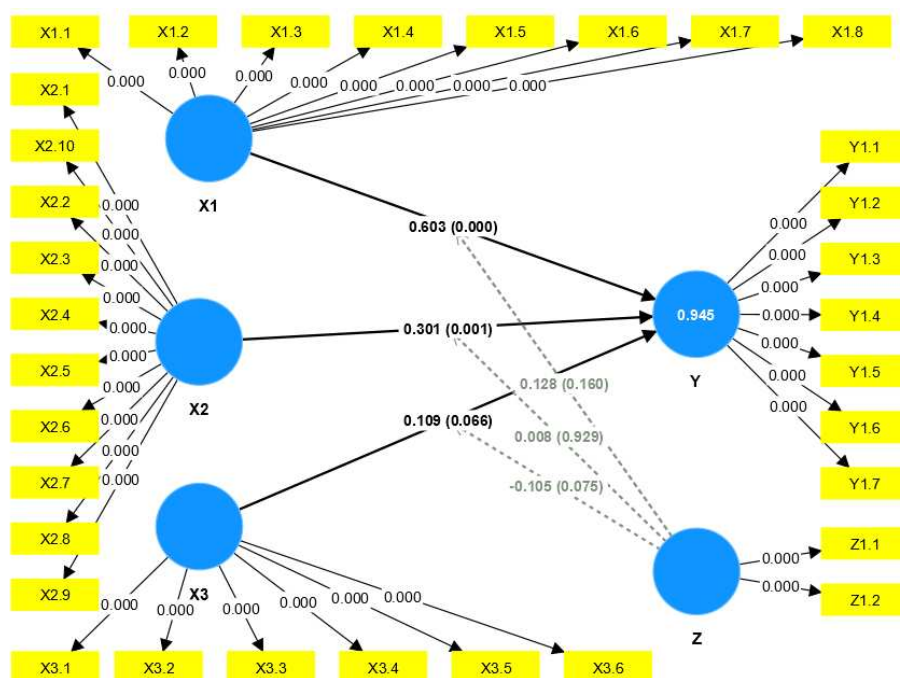 X1.1
X1.2
X1.3
X1.4
X1.5
X1.6
X1.7
X1.8
0.000
0.000
0.000
0.000
0.000
0.000
0.000
0.000
X1
X2.1
X2.10
X2.2
X2.3
X2.4
X2.5
X2.6
X2.7
X2.8
X2.9
0.000
0.000
0.000
0.000
0.000
0.000
0.000
0.000
0.000
0.000
X2
X3
0.000
0.000
0.000
0.000
0.000
0.000
X3.1
X3.2
X3.3
X3.4
X3.5
X3.6
0.603 (0.000)
0.301 (0.001)
0.109 (0.066)
0.128 (0.160)
0.008 (0.929)
-0.105 (0.075)
0.945
Y
0.000
0.000
0.000
0.000
0.000
0.000
0.000
Y1.1
Y1.2
Y1.3
Y1.4
Y1.5
Y1.6
Y1.7
Z
0.000
0.000
Z1.1
Z1.2